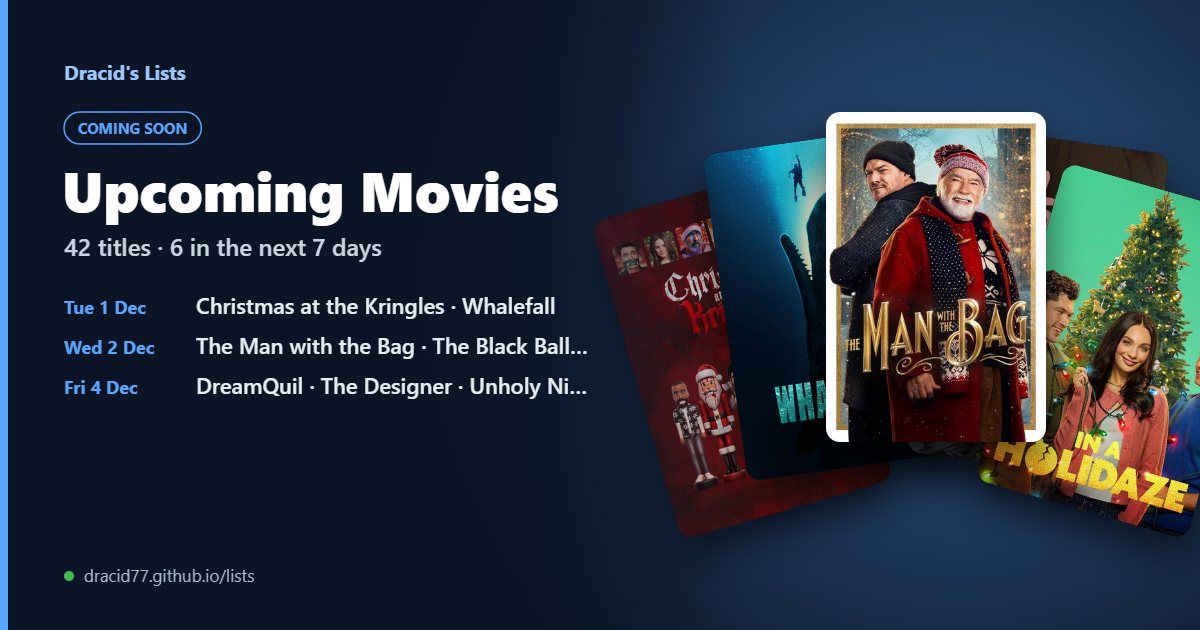 Dracid's Lists
COMING SOON
Upcoming Movies
42 titles · 6 in the next 7 days
Tue 1 Dec Christmas at the Kringles · Whalefall
Wed 2 Dec The Man with the Bag · The Black Ball...
Fri 4 Dec DreamQuil · The Designer · Unholy Ni...
dracid77.github.io/lists
THE MAN WITH THE BAG
IN A
HOLIDAZE